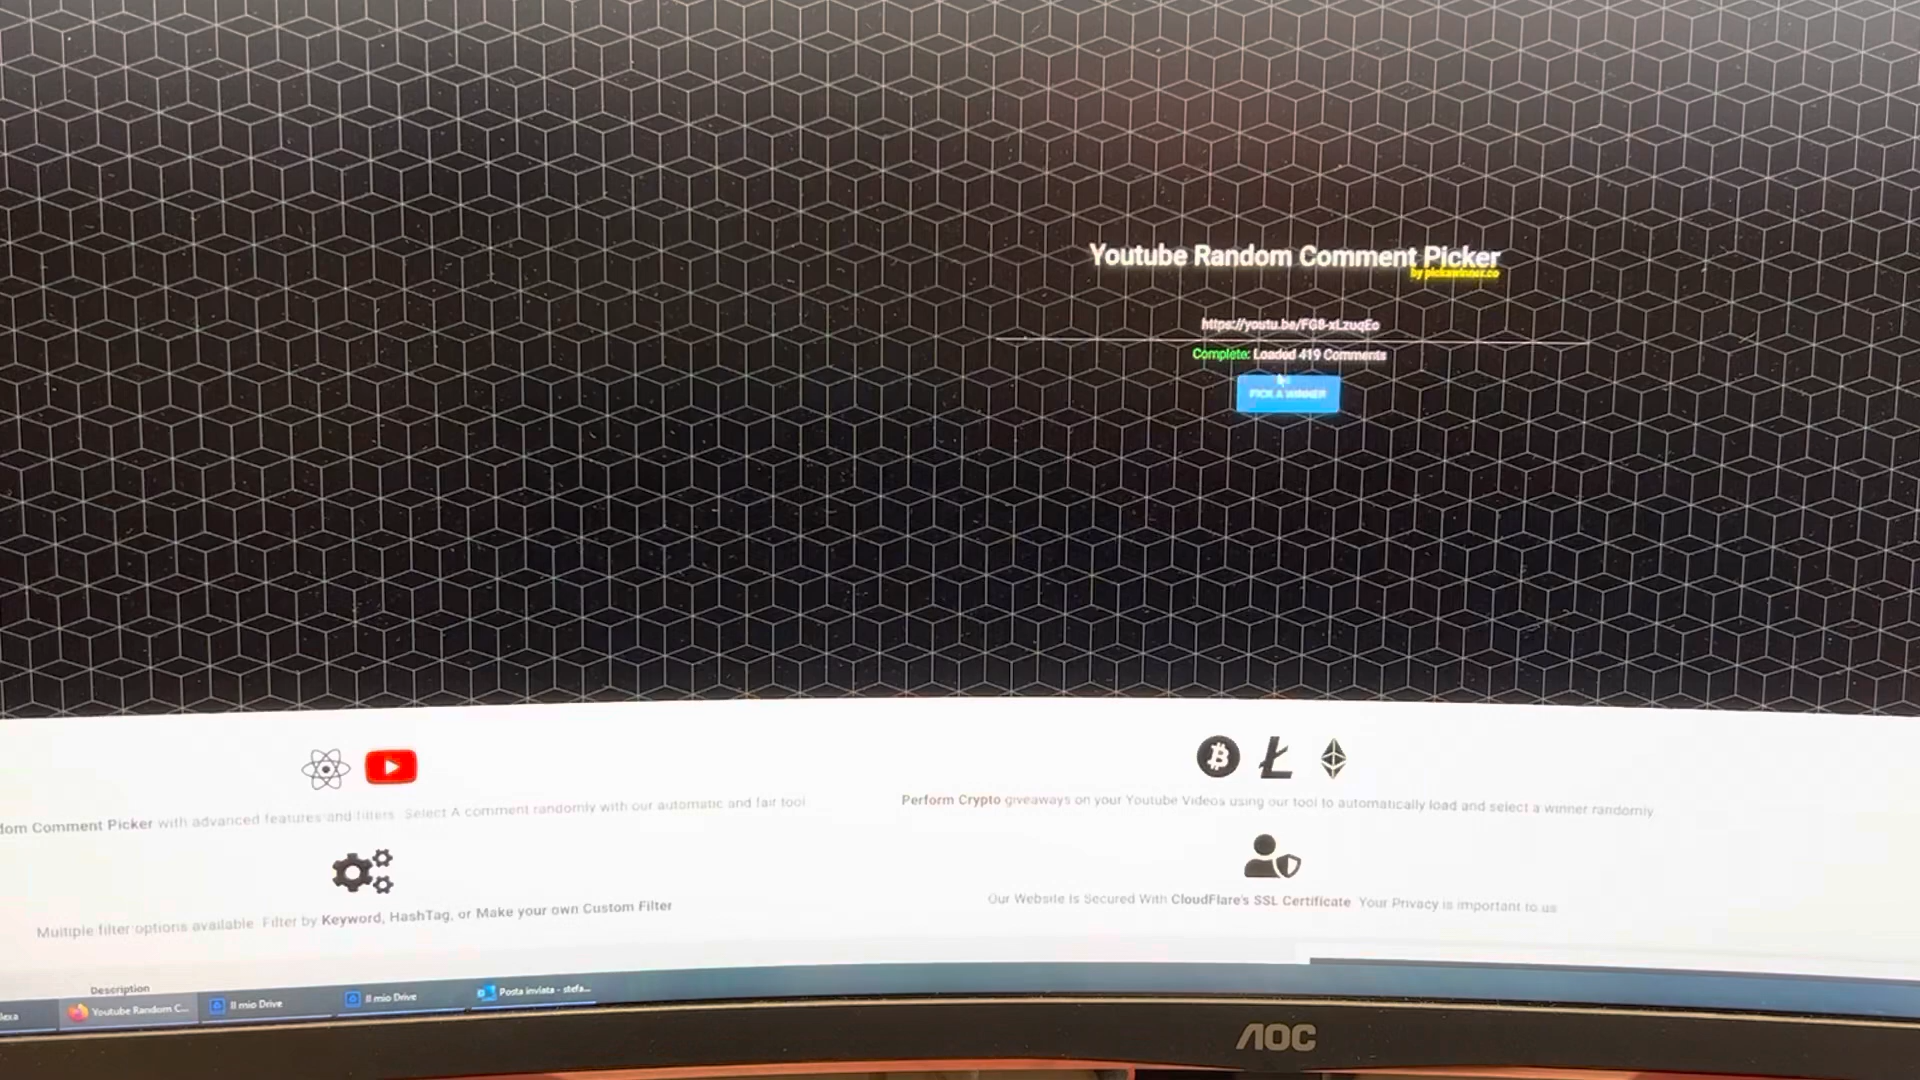 Youtube Random Comment Picker
by pickawinner.co
https://youtu.be/FG8-xLzuqEo
Complete: Loaded 419 Comments
PICK A WINNER
dom Comment Picker with advanced features and filters. Select A comment randomly with our automatic and fair tool
Perform Crypto giveaways on your Youtube Videos using our tool to automatically load and select a winner randomly
Multiple filter options available. Filter by Keyword, HashTag, or Make your own Custom Filter
Our Website Is Secured With CloudFlare's SSL Certificate. Your Privacy is important to us
Description
lexa
Youtube Random C...
Il mio Drive
Il mio Drive
Posta inviata - stefa...
AOC